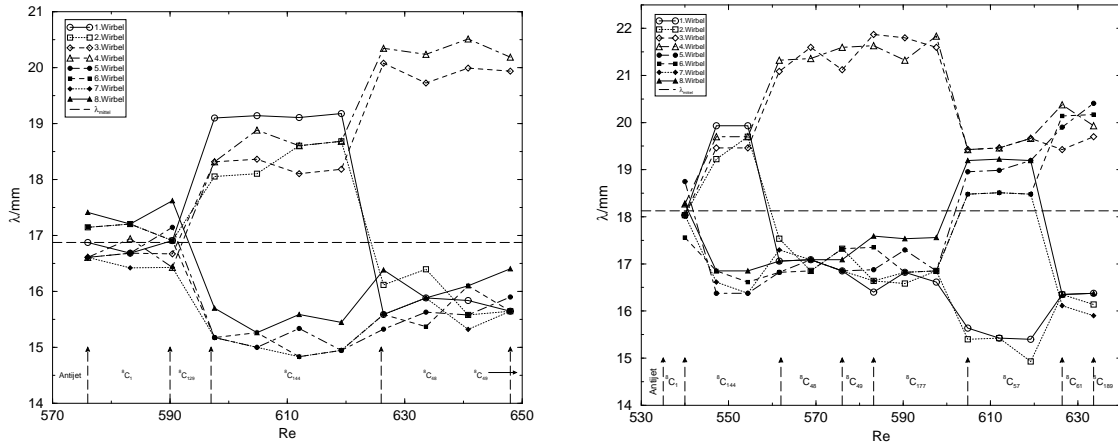 21
20
19
18
17
16
15
14
λ/mm
1.Wirbel
2.Wirbel
3.Wirbel
4.Wirbel
5.Wirbel
6.Wirbel
7.Wirbel
8.Wirbel
λmittel
Antijet
⁸C₁
⁸C₁₂₈
⁸C₁₄₄
⁸C₄₈
⁸C₄₉
570 590 610 630 650
Re
22
21
20
19
18
17
16
15
14
λ/mm
1.Wirbel
2.Wirbel
3.Wirbel
4.Wirbel
5.Wirbel
6.Wirbel
7.Wirbel
8.Wirbel
λmittel
Antijet
⁸C₁
⁸C₁₄₄
⁸C₄₈
⁸C₄₉
⁸C₁₇₇
⁸C₅₇
⁸C₆₁
⁸C₁₈₉
530 550 570 590 610 630
Re